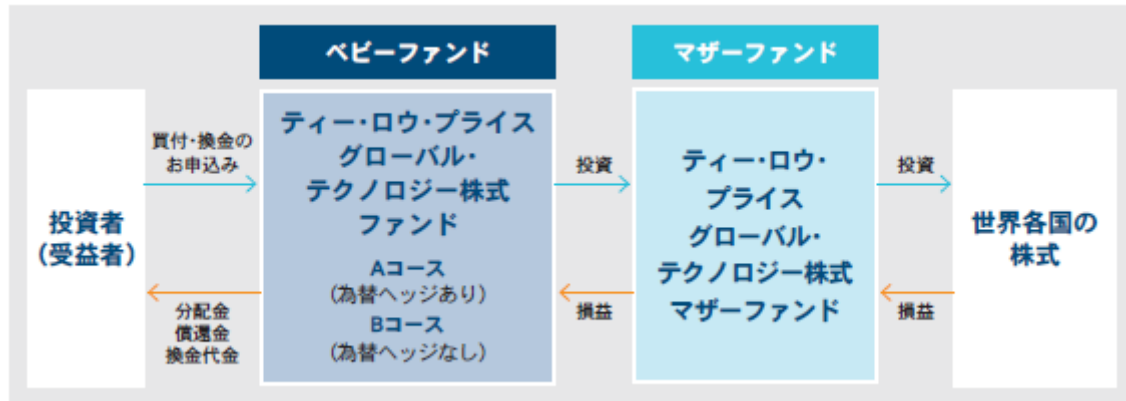 ベビーファンド
マザーファンド
投資者
(受益者)
買付・換金の
お申込み
分配金
償還金
換金代金
ティー・ロウ・プライス
グローバル・
テクノロジー株式
ファンド
Aコース
(為替ヘッジあり)
Bコース
(為替ヘッジなし)
投資
損益
ティー・ロウ・
プライス
グローバル・
テクノロジー株式
マザーファンド
投資
損益
世界各国の
株式